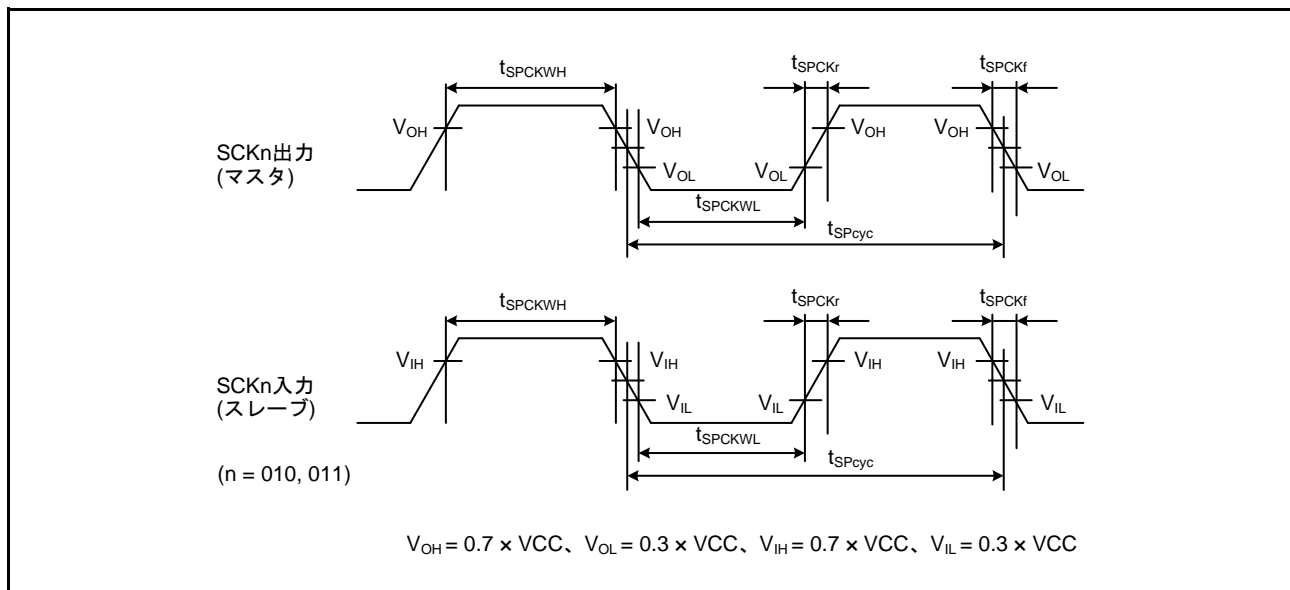 tSPCKWH
tSPCKr
tSPCKf
VOH
VOH
VOH
VOH
SCKn出力
(マスタ)
VOL
VOL
VOL
tSPCKWL
tSPcyc
tSPCKWH
tSPCKr
tSPCKf
VIH
VIH
VIH
VIH
SCKn入力
(スレーブ)
VIL
VIL
VIL
tSPCKWL
tSPcyc
(n = 010, 011)
VOH = 0.7 × VCC、VOL = 0.3 × VCC、VIH = 0.7 × VCC、VIL = 0.3 × VCC